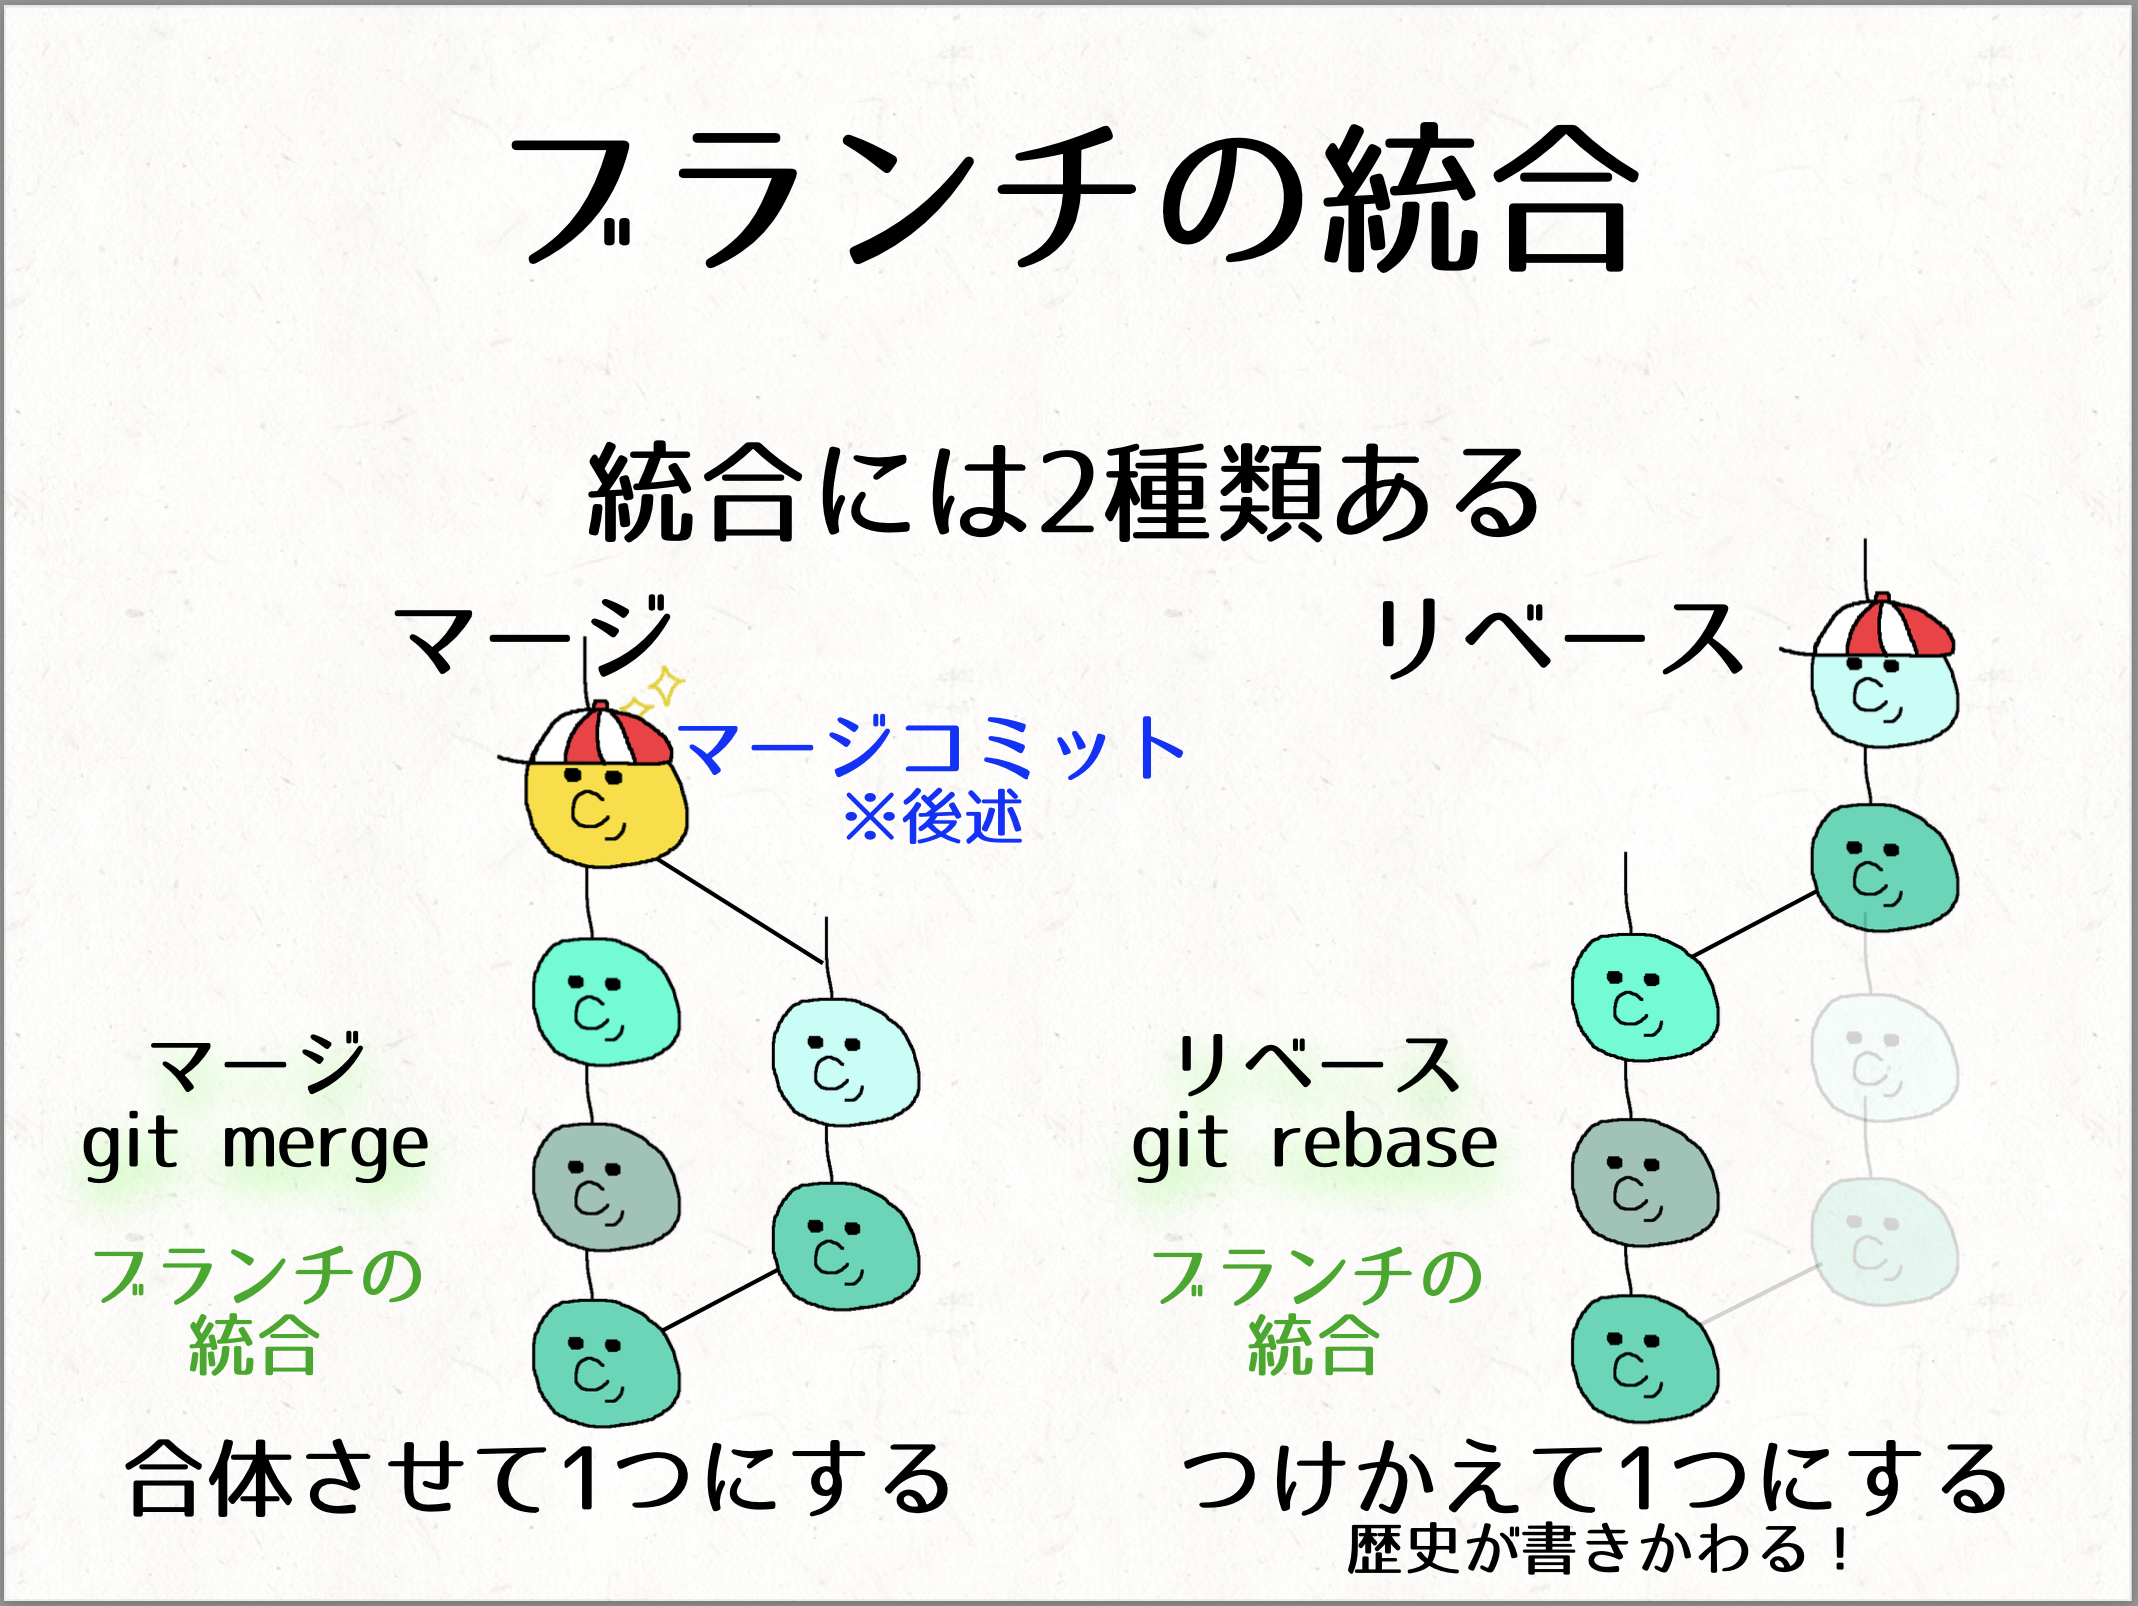 ブランチの統合
統合には2種類ある
マージ
マージコミット
※後述
マージ
git merge
ブランチの
統合
合体させて1つにする
リベース
リベース
git rebase
ブランチの
統合
つけかえて1つにする
歴史が書きかわる！